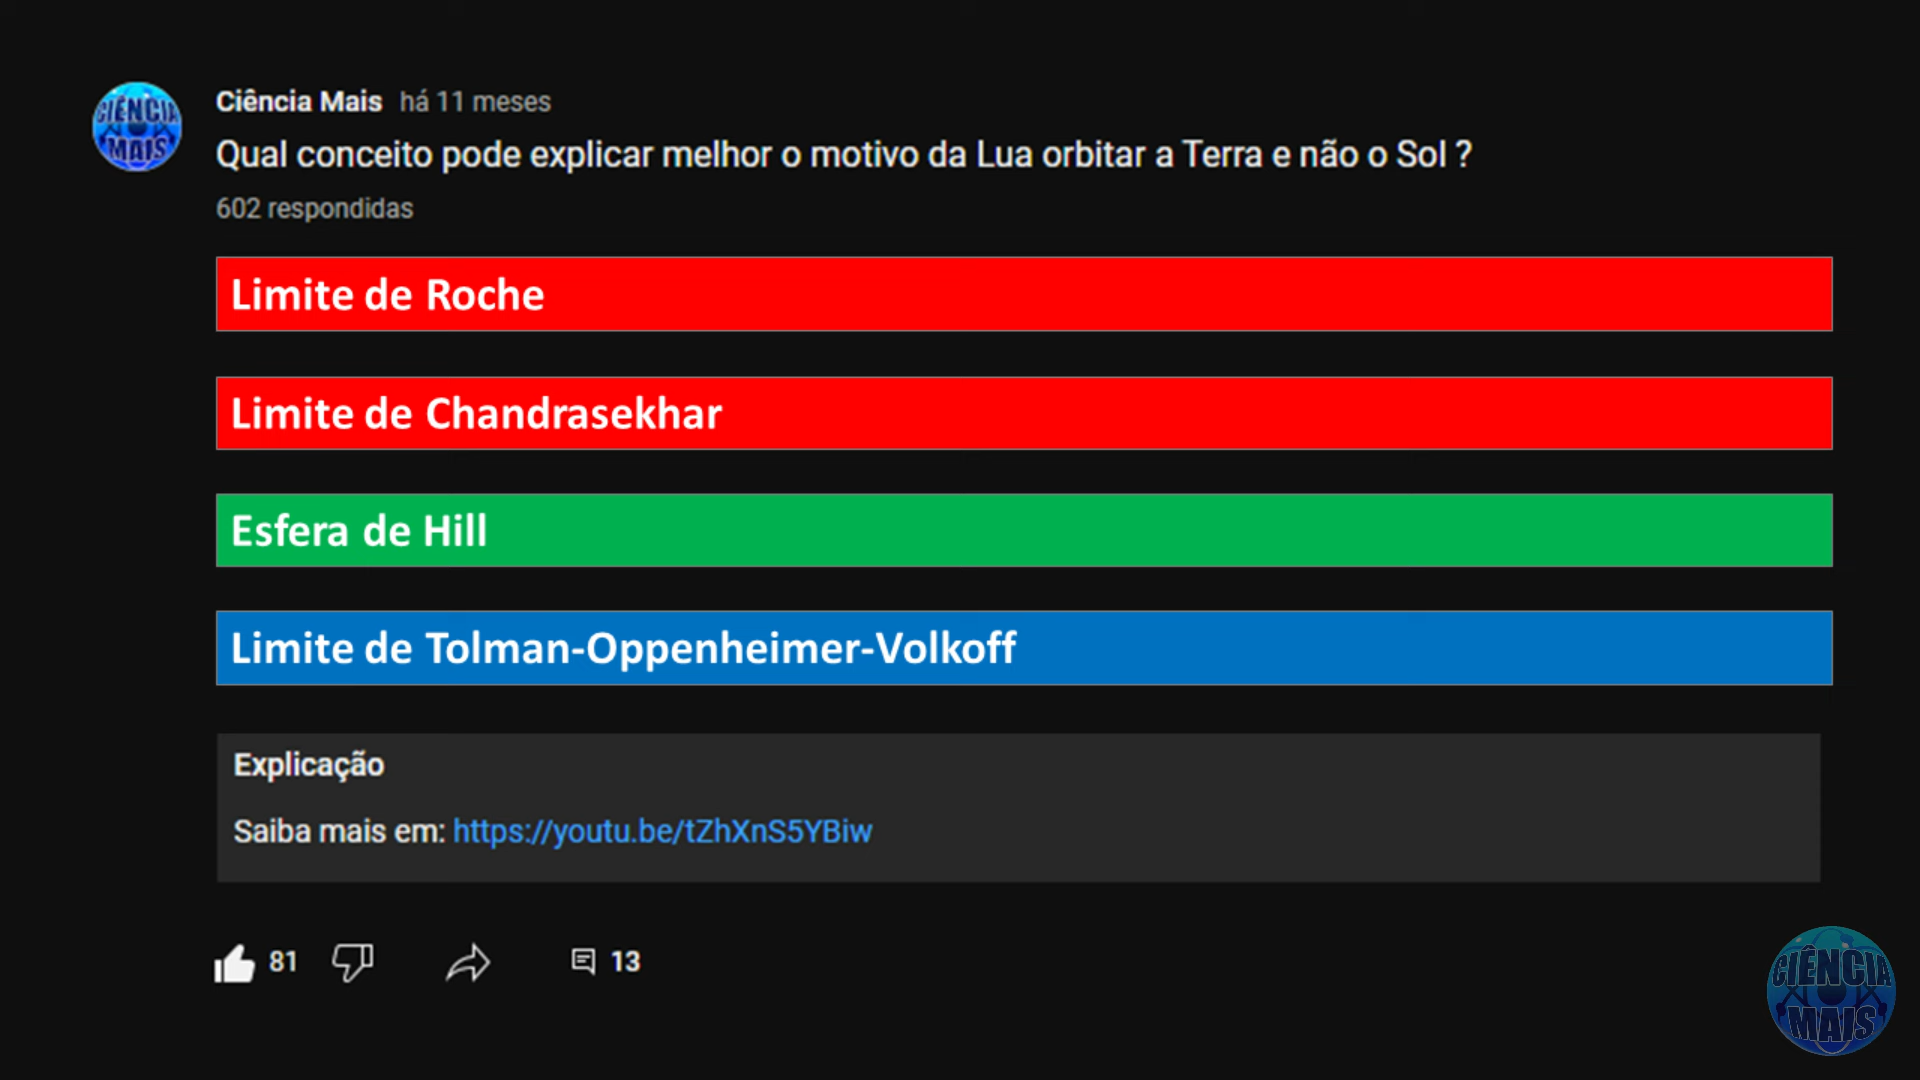 CIÊNCIA
MAIS
Ciência Mais há 11 meses
Qual conceito pode explicar melhor o motivo da Lua orbitar a Terra e não o Sol ?
602 respondidas
Limite de Roche
Limite de Chandrasekhar
Esfera de Hill
Limite de Tolman-Oppenheimer-Volkoff
Explicação
Saiba mais em: https://youtu.be/tZhXnS5YBiw
81 13
CIÊNCIA
MAIS